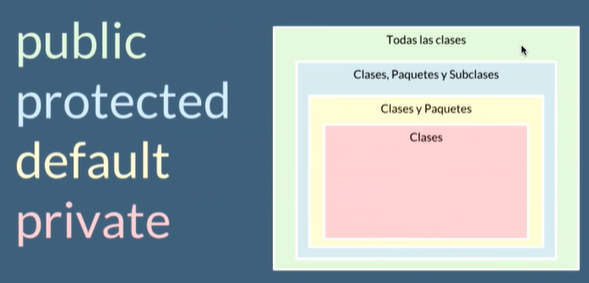 public
protected
default
private
Todas las clases
Clases, Paquetes y Subclases
Clases y Paquetes
Clases